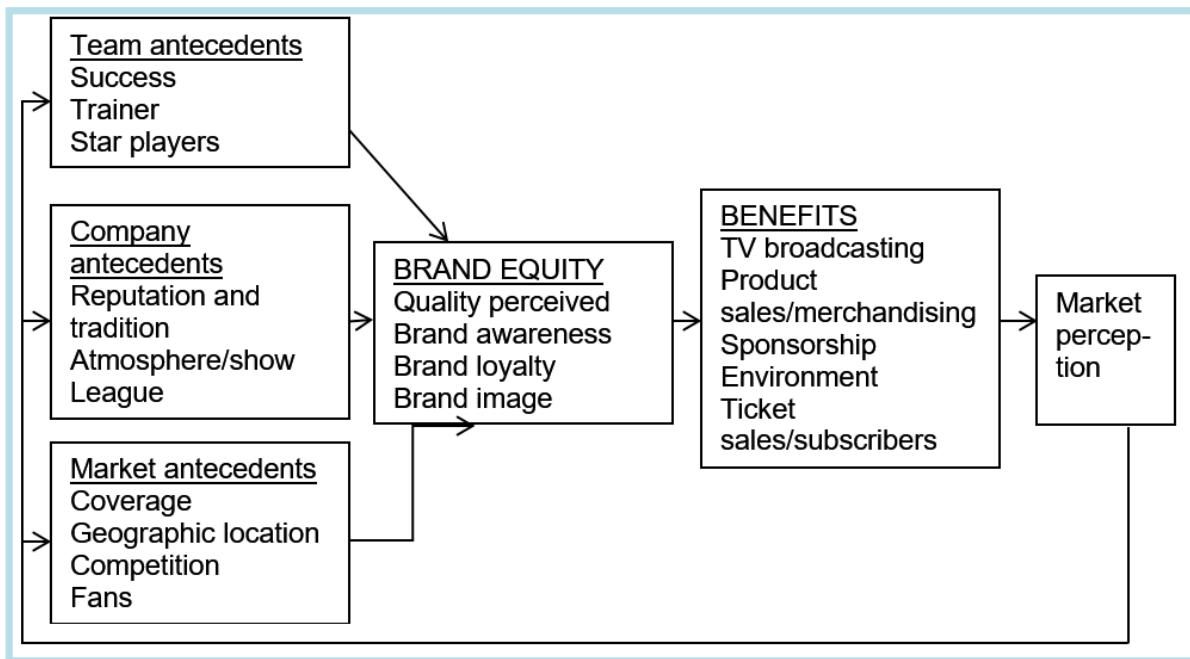 Team antecedents
Success
Trainer
Star players
Company
antecedents
Reputation and
tradition
Atmosphere/show
League
Market antecedents
Coverage
Geographic location
Competition
Fans
BRAND EQUITY
Quality perceived
Brand awareness
Brand loyalty
Brand image
BENEFITS
TV broadcasting
Product
sales/merchandising
Sponsorship
Environment
Ticket
sales/subscribers
Market
percep-
tion